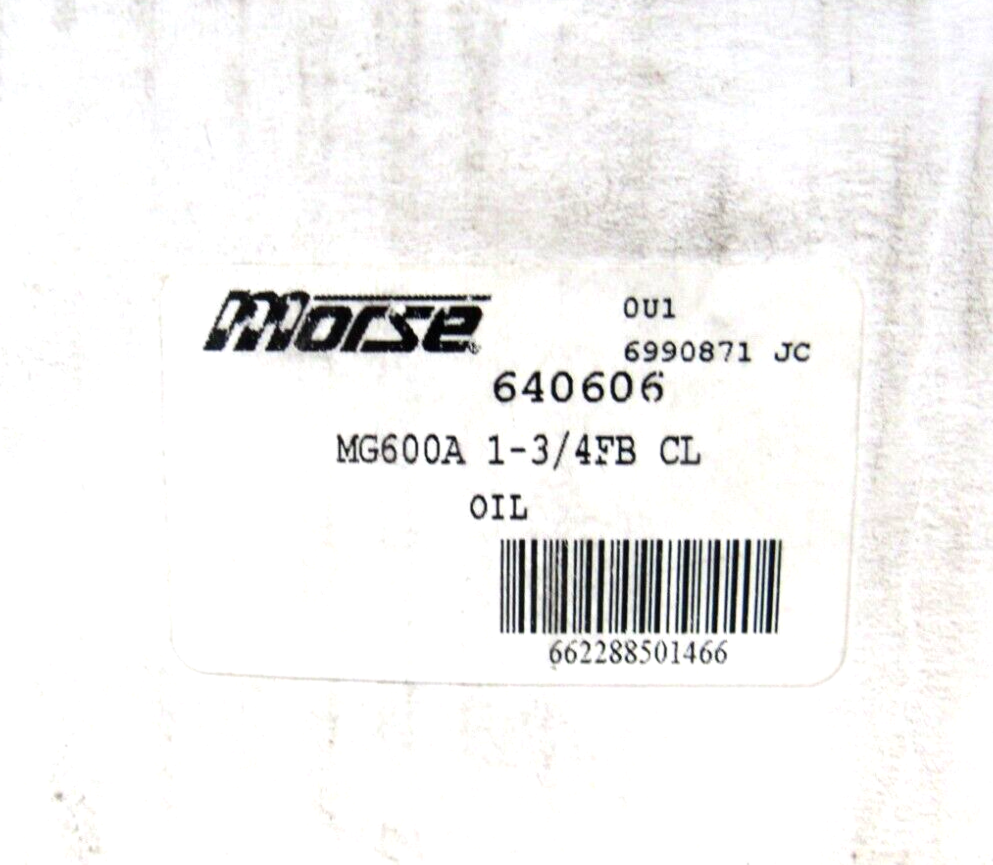 Morse®
0U1
6990871 JC
640606
MG600A 1-3/4FB CL
OIL
662288501466